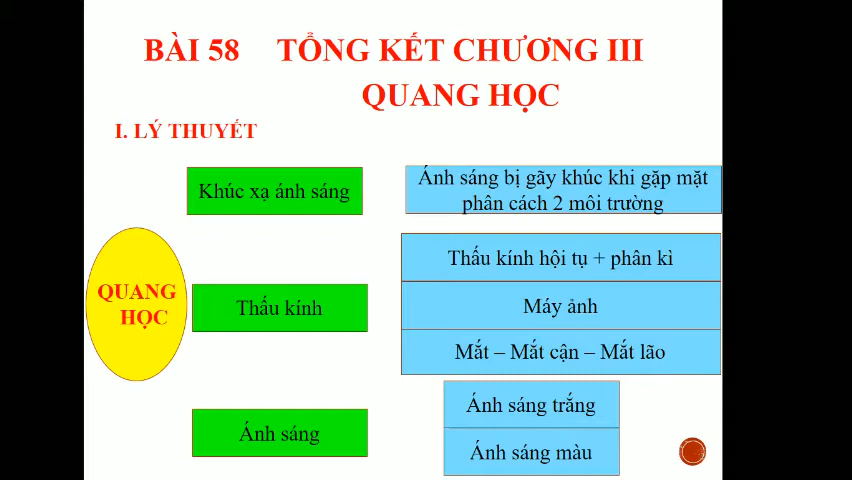 BÀI 58 TỔNG KẾT CHƯƠNG III
QUANG HỌC
I. LÝ THUYẾT
Khúc xạ ánh sáng
Ánh sáng bị gãy khúc khi gặp mặt
phân cách 2 môi trường
QUANG
HỌC
Thấu kính
Thấu kính hội tụ + phân kì
Máy ảnh
Mắt – Mắt cận – Mắt lão
Ánh sáng
Ánh sáng trắng
Ánh sáng màu